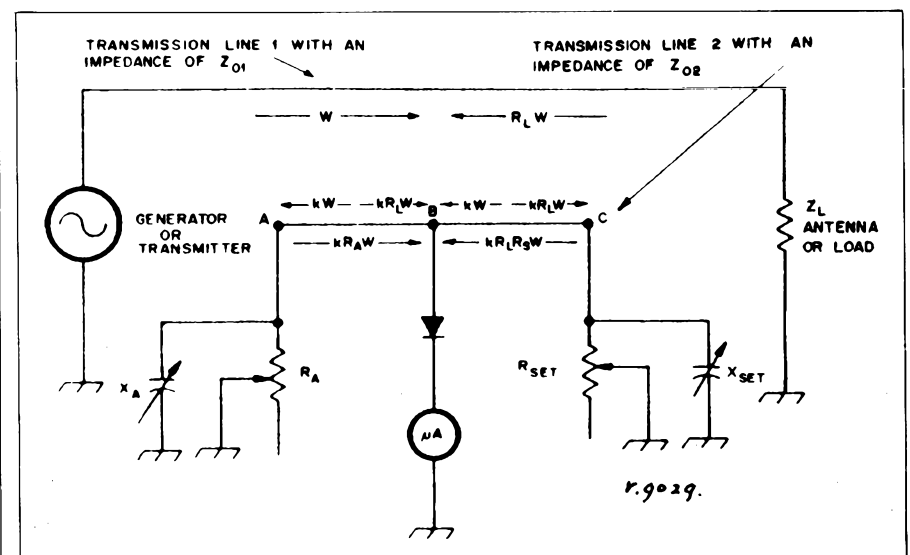 TRANSMISSION LINE 1 WITH AN
IMPEDANCE OF Z01
TRANSMISSION LINE 2 WITH AN
IMPEDANCE OF Z02
W
RLW
kW
kRLW
B
kW
kRLW
A
C
kRAW
kRLRSW
GENERATOR
OR
TRANSMITTER
ZL
ANTENNA
OR LOAD
XA
RA
RSET
XSET
μA